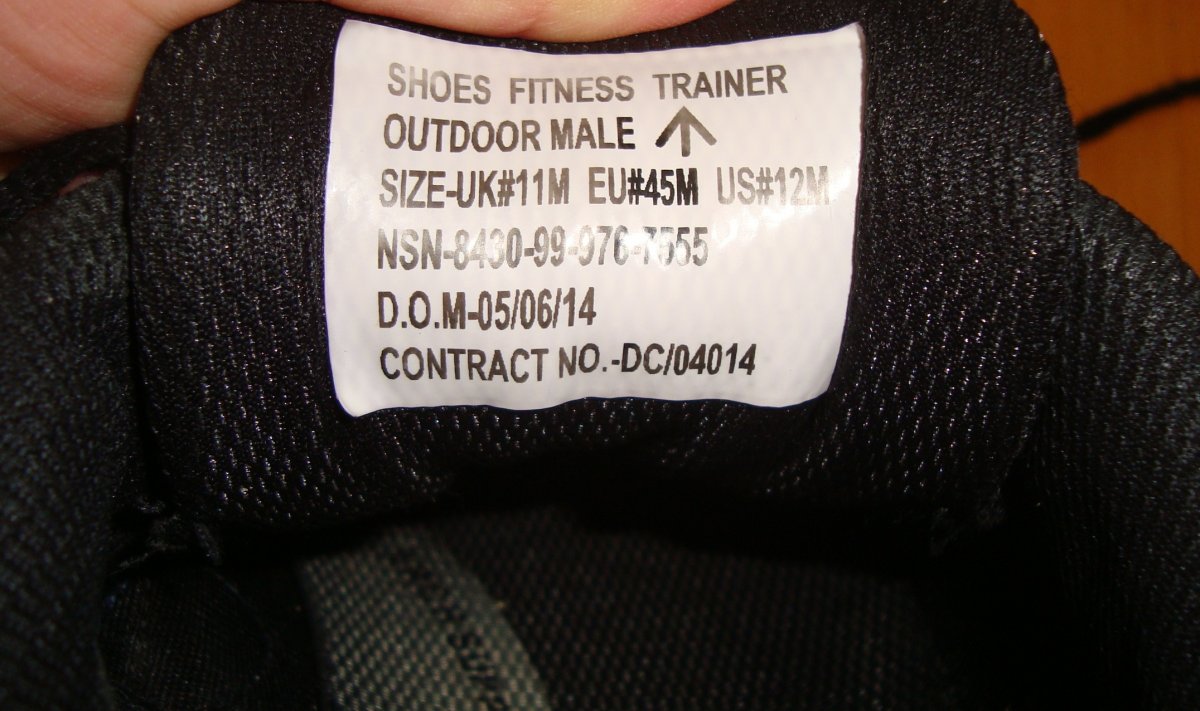 SHOES FITNESS TRAINER
OUTDOOR MALE
SIZE-UK#11M EU#45M US#12M
NSN-8430-99-976-7555
D.O.M-05/06/14
CONTRACT NO.-DC/04014